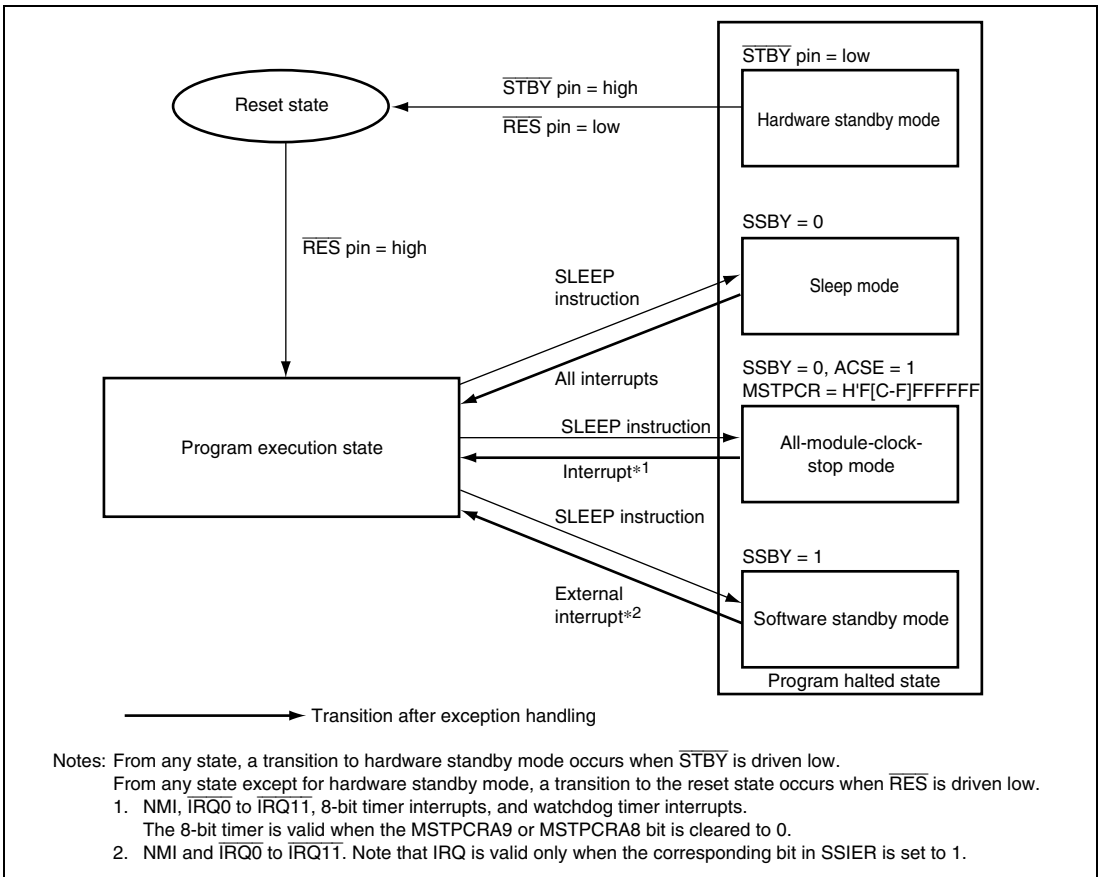 STBY pin = low
Reset state
STBY pin = high
RES pin = low
Hardware standby mode
RES pin = high
SSBY = 0
SLEEP
instruction
Sleep mode
All interrupts
SSBY = 0, ACSE = 1
MSTPCR = H'F[C-F]FFFFFF
Program execution state
SLEEP instruction
All-module-clock-
stop mode
Interrupt*1
SLEEP instruction
SSBY = 1
External
interrupt*2
Software standby mode
Program halted state
Transition after exception handling
Notes: From any state, a transition to hardware standby mode occurs when STBY is driven low.
From any state except for hardware standby mode, a transition to the reset state occurs when RES is driven low.
1. NMI, IRQ0 to IRQ11, 8-bit timer interrupts, and watchdog timer interrupts.
The 8-bit timer is valid when the MSTPCRA9 or MSTPCRA8 bit is cleared to 0.
2. NMI and IRQ0 to IRQ11. Note that IRQ is valid only when the corresponding bit in SSIER is set to 1.